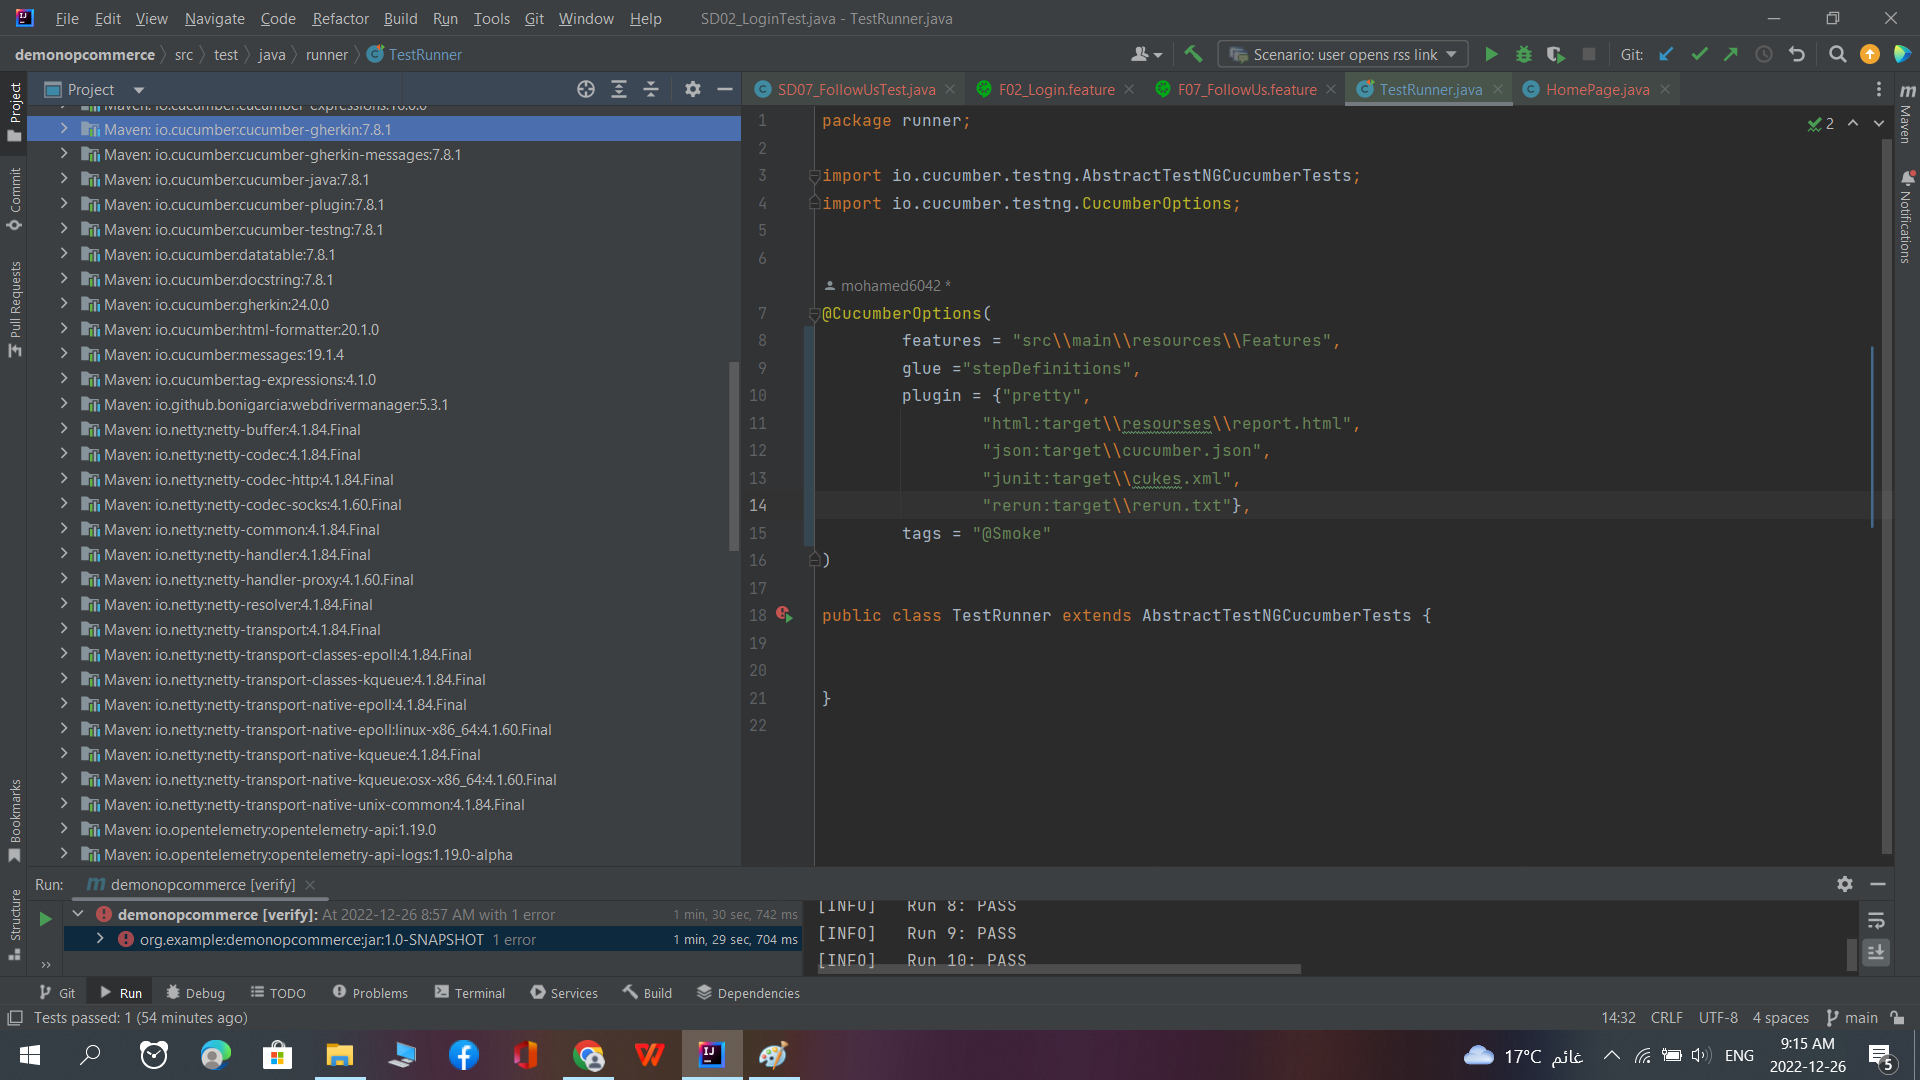 File Edit View Navigate Code Refactor Build Run Tools Git Window Help SD02_LoginTest.java - TestRunner.java
demonopcommerce src test java runner TestRunner Scenario: user opens rss link Git:
Project
SD07_FollowUsTest.java F02_Login.feature F07_FollowUs.feature TestRunner.java HomePage.java
Maven: io.cucumber:cucumber-expressions:16.0.0
Maven: io.cucumber:cucumber-gherkin:7.8.1
Maven: io.cucumber:cucumber-gherkin-messages:7.8.1
Maven: io.cucumber:cucumber-java:7.8.1
Maven: io.cucumber:cucumber-plugin:7.8.1
Maven: io.cucumber:cucumber-testng:7.8.1
Maven: io.cucumber:datatable:7.8.1
Maven: io.cucumber:docstring:7.8.1
Maven: io.cucumber:gherkin:24.0.0
Maven: io.cucumber:html-formatter:20.1.0
Maven: io.cucumber:messages:19.1.4
Maven: io.cucumber:tag-expressions:4.1.0
Maven: io.github.bonigarcia:webdrivermanager:5.3.1
Maven: io.netty:netty-buffer:4.1.84.Final
Maven: io.netty:netty-codec:4.1.84.Final
Maven: io.netty:netty-codec-http:4.1.84.Final
Maven: io.netty:netty-codec-socks:4.1.60.Final
Maven: io.netty:netty-common:4.1.84.Final
Maven: io.netty:netty-handler:4.1.84.Final
Maven: io.netty:netty-handler-proxy:4.1.60.Final
Maven: io.netty:netty-resolver:4.1.84.Final
Maven: io.netty:netty-transport:4.1.84.Final
Maven: io.netty:netty-transport-classes-epoll:4.1.84.Final
Maven: io.netty:netty-transport-classes-kqueue:4.1.84.Final
Maven: io.netty:netty-transport-native-epoll:4.1.84.Final
Maven: io.netty:netty-transport-native-epoll:linux-x86_64:4.1.60.Final
Maven: io.netty:netty-transport-native-kqueue:4.1.84.Final
Maven: io.netty:netty-transport-native-kqueue:osx-x86_64:4.1.60.Final
Maven: io.netty:netty-transport-native-unix-common:4.1.84.Final
Maven: io.opentelemetry:opentelemetry-api:1.19.0
Maven: io.opentelemetry:opentelemetry-api-logs:1.19.0-alpha
1 package runner;
2
3 import io.cucumber.testng.AbstractTestNGCucumberTests;
4 import io.cucumber.testng.CucumberOptions;
5
6
mohamed6042 *
7 @CucumberOptions(
8 features = "src\\main\\resources\\Features",
9 glue ="stepDefinitions",
10 plugin = {"pretty",
11 "html:target\\resourses\\report.html",
12 "json:target\\cucumber.json",
13 "junit:target\\cukes.xml",
14 "rerun:target\\rerun.txt"},
15 tags = "@Smoke"
16 )
17
18 public class TestRunner extends AbstractTestNGCucumberTests {
19
20
21 }
22
2
Project
Commit
Pull Requests
Bookmarks
Structure
m
Maven
Notifications
Run: m demonopcommerce [verify]
demonopcommerce [verify]: At 2022-12-26 8:57 AM with 1 error 1 min, 30 sec, 742 ms
org.example:demonopcommerce:jar:1.0-SNAPSHOT 1 error 1 min, 29 sec, 704 ms
[INFO] Run 8: PASS
[INFO] Run 9: PASS
[INFO] Run 10: PASS
Git Run Debug TODO Problems Terminal Services Build Dependencies
Tests passed: 1 (54 minutes ago) 14:32 CRLF UTF-8 4 spaces main
17°C غائم ENG 9:15 AM
2022-12-26
5